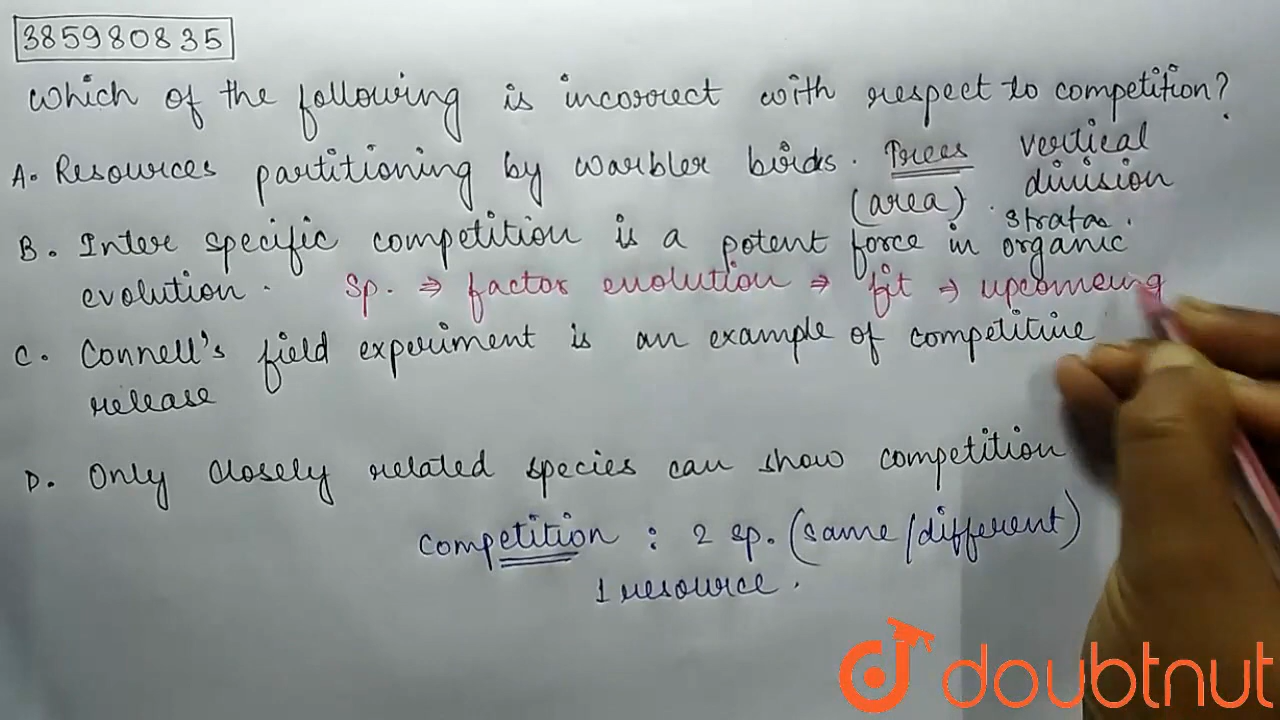 385980835
Which of the following is incorrect with respect to competition?
A. Resources partitioning by warbler birds. Trees vertical
(area). division
stratas.
B. Inter specific competition is a potent force in organic
evolution. Sp. ⇒ factor evolution ⇒ fit → upcomeing
C. Connell's field experiment is an example of competitive
release
D. Only closely related species can show competition
competition : 2 sp. (same/different)
1 resource.
doubtnut